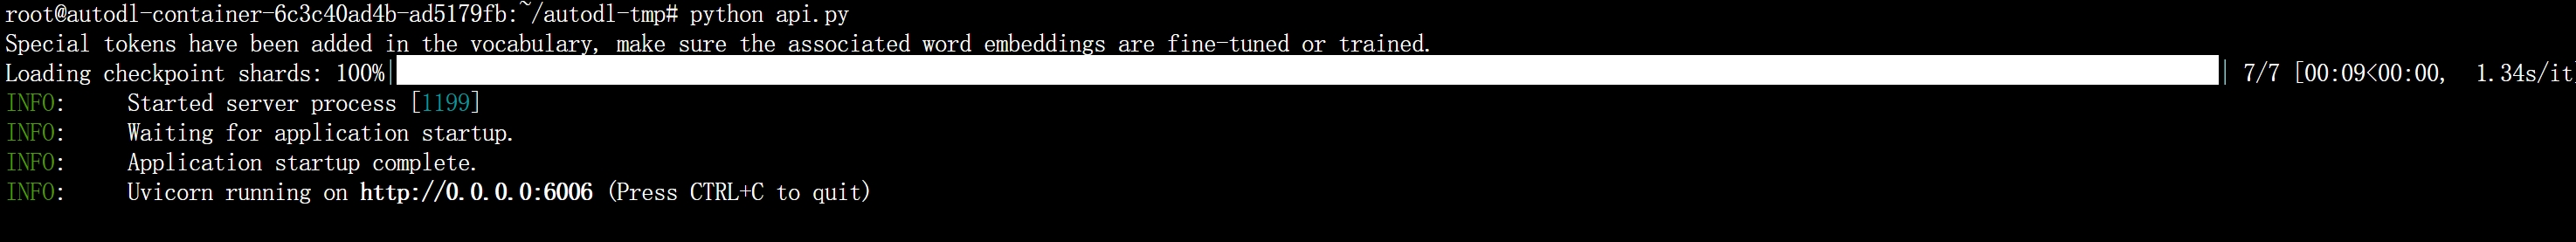 root@autodl-container-6c3c40ad4b-ad5179fb:~/autodl-tmp# python api.py
Special tokens have been added in the vocabulary, make sure the associated word embeddings are fine-tuned or trained.
Loading checkpoint shards: 100%|| 7/7 [00:09<00:00,  1.34s/it]
INFO:     Started server process [1199]
INFO:     Waiting for application startup.
INFO:     Application startup complete.
INFO:     Uvicorn running on http://0.0.0.0:6006 (Press CTRL+C to quit)